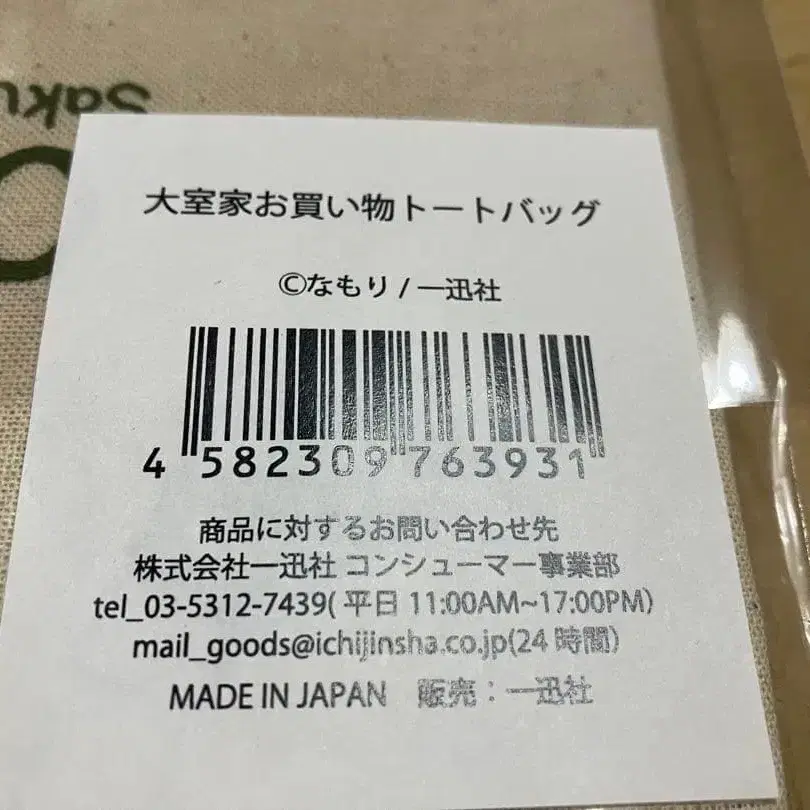 Saku
大室家お買い物トートバッグ
©なもり / 一迅社
4 582309 763931
商品に対するお問い合わせ先
株式会社一迅社 コンシューマー事業部
tel_03-5312-7439( 平日 11:00AM~17:00PM)
mail_goods@ichijinsha.co.jp(24 時間)
MADE IN JAPAN 販売：一迅社